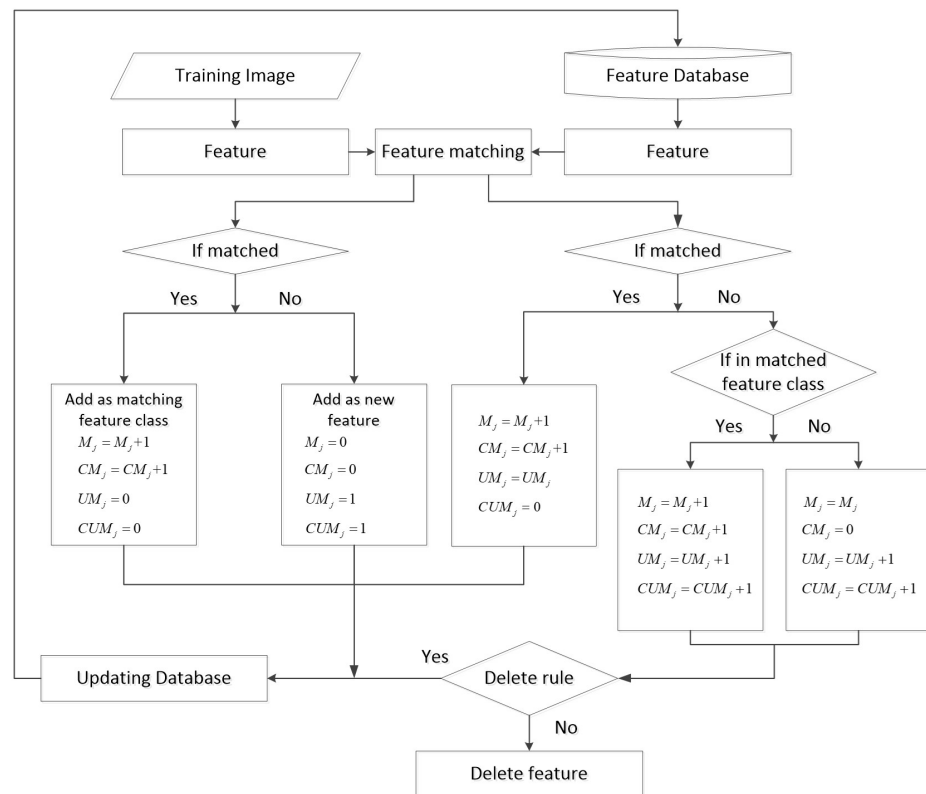 Training Image
Feature Database
Feature
Feature matching
Feature
If matched
If matched
Yes
No
Yes
No
If in matched
feature class
Add as matching
feature class
M_j = M_j+1
CM_j = CM_j+1
UM_j = 0
CUM_j = 0
Add as new
feature
M_j = 0
CM_j = 0
UM_j = 1
CUM_j = 1
M_j = M_j+1
CM_j = CM_j+1
UM_j = UM_j
CUM_j = 0
Yes
No
M_j = M_j+1
CM_j = CM_j+1
UM_j = UM_j+1
CUM_j = CUM_j+1
M_j = M_j
CM_j = 0
UM_j = UM_j+1
CUM_j = CUM_j+1
Updating Database
Yes
Delete rule
No
Delete feature